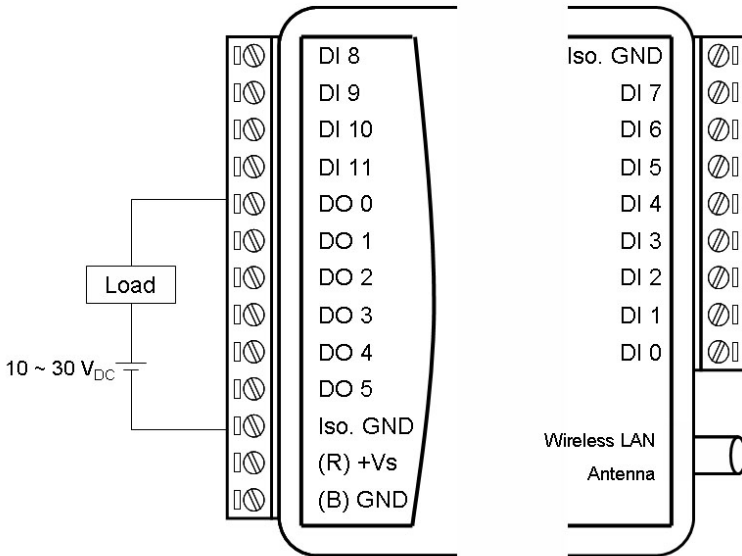 DI 8
DI 9
DI 10
DI 11
DO 0
DO 1
DO 2
DO 3
DO 4
DO 5
Iso. GND
(R) +Vs
(B) GND
Load
10 ~ 30 VDC
Iso. GND
DI 7
DI 6
DI 5
DI 4
DI 3
DI 2
DI 1
DI 0
Wireless LAN
Antenna